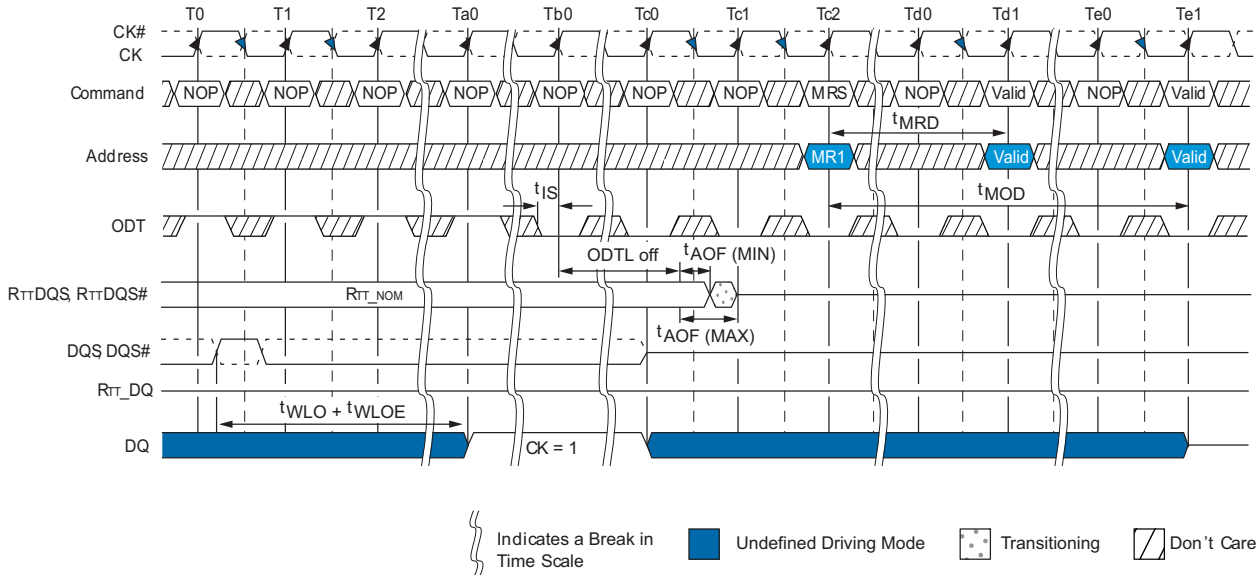 T0 T1 T2 Ta0 Tb0 Tc0 Tc1 Tc2 Td0 Td1 Te0 Te1
CK#
CK
Command NOP NOP NOP NOP NOP NOP NOP MRS NOP Valid NOP Valid
tMRD
Address MR1 Valid Valid
tIS
tMOD
ODT
ODTL off tAOF (MIN)
RTTDQS, RTTDQS# RTT_NOM
tAOF (MAX)
DQS, DQS#
RTT_DQ
tWLO + tWLOE
DQ CK = 1
Indicates a Break in
Time Scale
Undefined Driving Mode
Transitioning
Don't Care